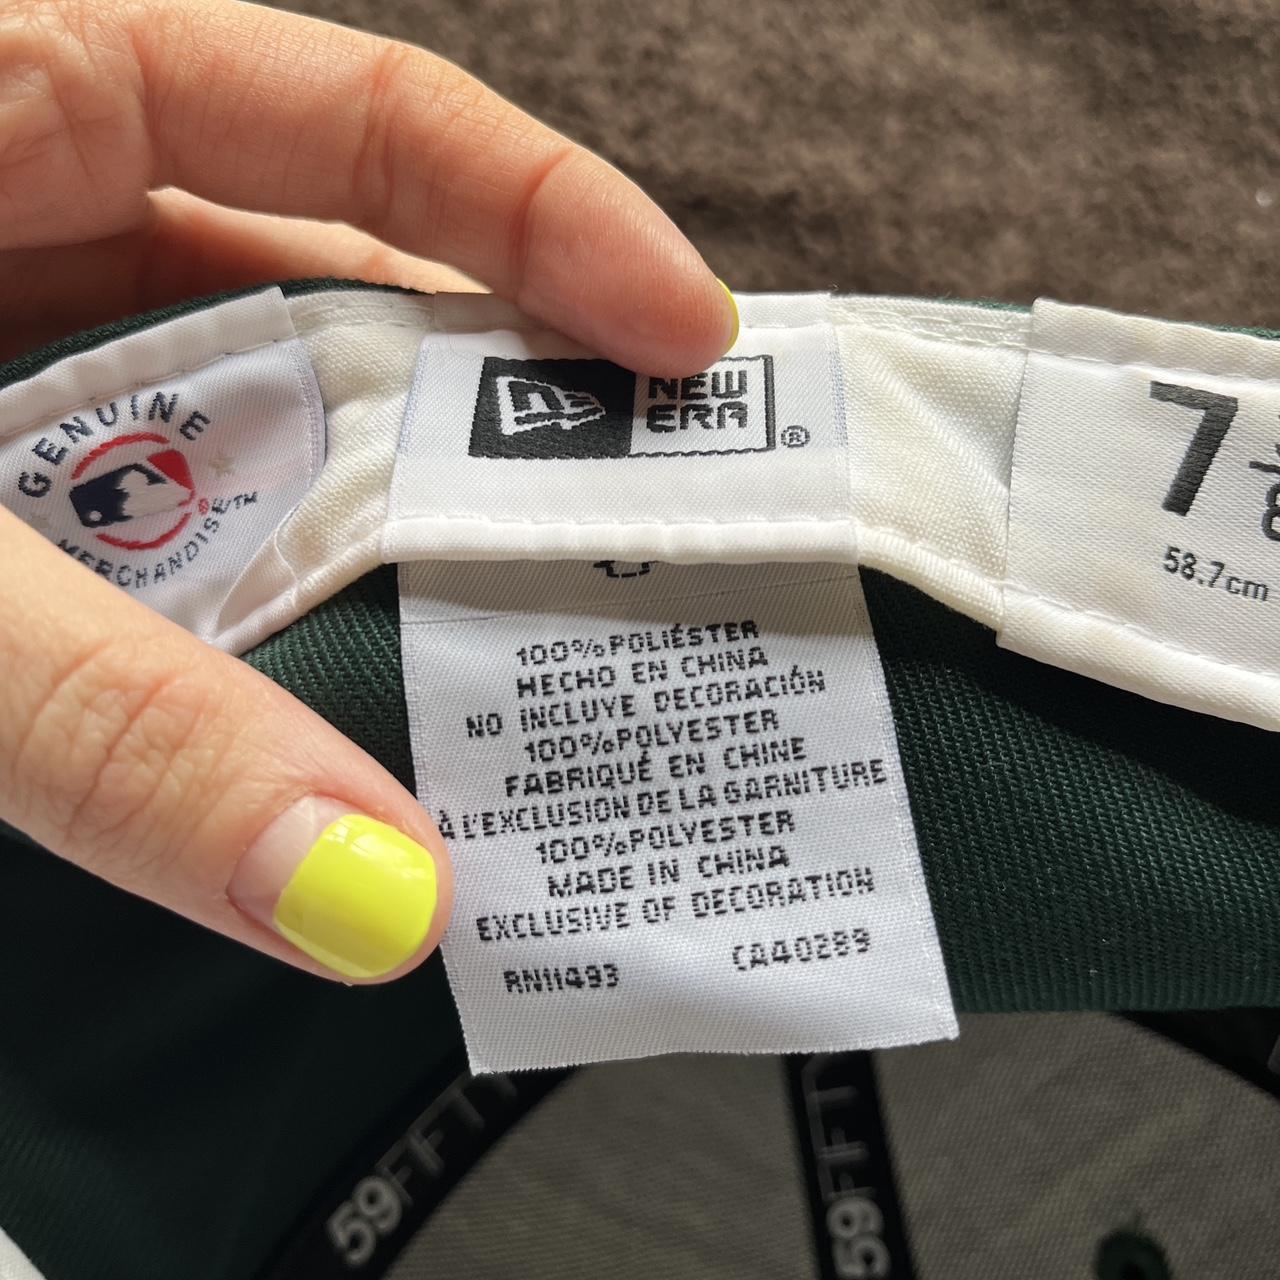 GENUINE
MERCHANDISE™
NEW
ERA®
7
58.7cm
100%POLIÉSTER
HECHO EN CHINA
NO INCLUYE DECORACIÓN
100%POLYESTER
FABRIQUÉ EN CHINE
À L'EXCLUSION DE LA GARNITURE
100%POLYESTER
MADE IN CHINA
EXCLUSIVE OF DECORATION
RN11493 CA40289
59FIFTY
59FIFTY